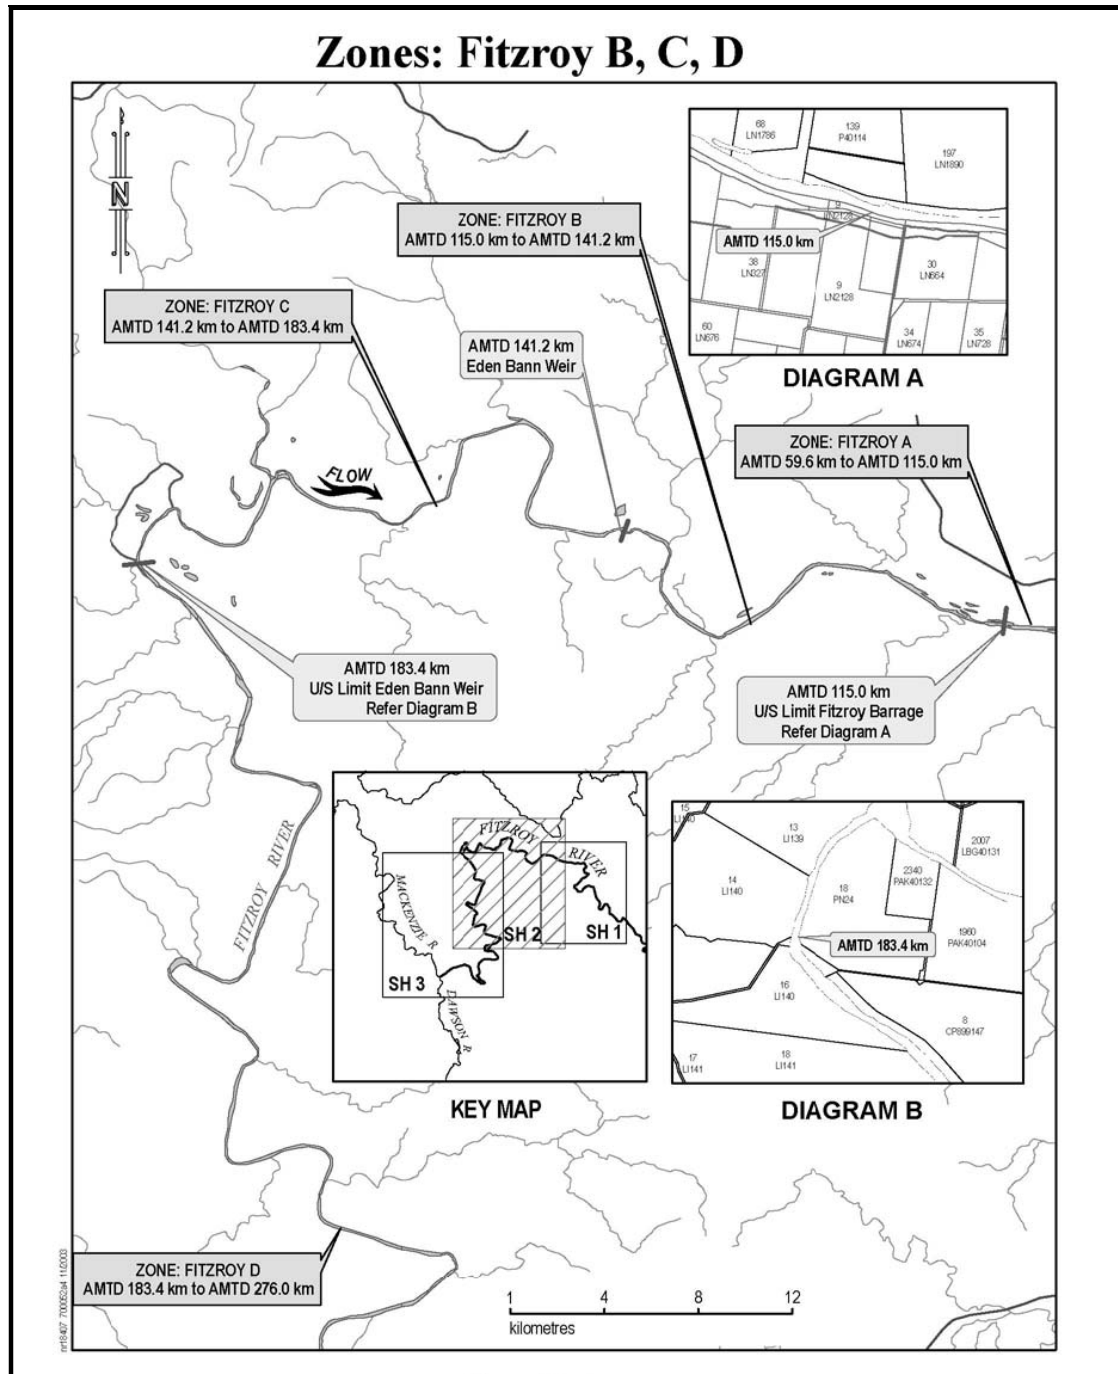 Zones: Fitzroy B, C, D
N
ZONE: FITZROY B
AMTD 115.0 km to AMTD 141.2 km
ZONE: FITZROY C
AMTD 141.2 km to AMTD 183.4 km
AMTD 141.2 km
Eden Bann Weir
68
LN1786
139
P40114
197
LN1890
9
LN2128
AMTD 115.0 km
38
LN327
30
LN664
9
LN2128
60
LN676
34
LN674
35
LN728
DIAGRAM A
ZONE: FITZROY A
AMTD 59.6 km to AMTD 115.0 km
FLOW
AMTD 183.4 km
U/S Limit Eden Bann Weir
Refer Diagram B
AMTD 115.0 km
U/S Limit Fitzroy Barrage
Refer Diagram A
FITZROY RIVER
FITZROY RIVER
MACKENZIE R
DAWSON R
SH 2
SH 1
SH 3
KEY MAP
15
LI140
13
LI139
2007
LBG40131
14
LI140
2340
PAK40132
18
PN24
1960
PAK40104
AMTD 183.4 km
16
LI140
8
CP899147
17
LI141
18
LI141
DIAGRAM B
ZONE: FITZROY D
AMTD 183.4 km to AMTD 276.0 km
1 4 8 12
kilometres